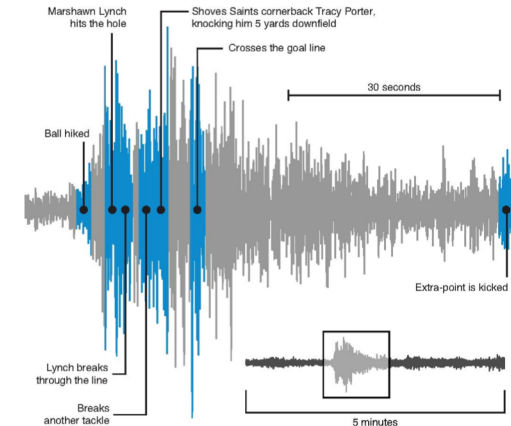 Marshawn Lynch
hits the hole
Shoves Saints cornerback Tracy Porter,
knocking him 5 yards downfield
Crosses the goal line
30 seconds
Ball hiked
Extra-point is kicked
Lynch breaks
through the line
Breaks
another tackle
5 minutes